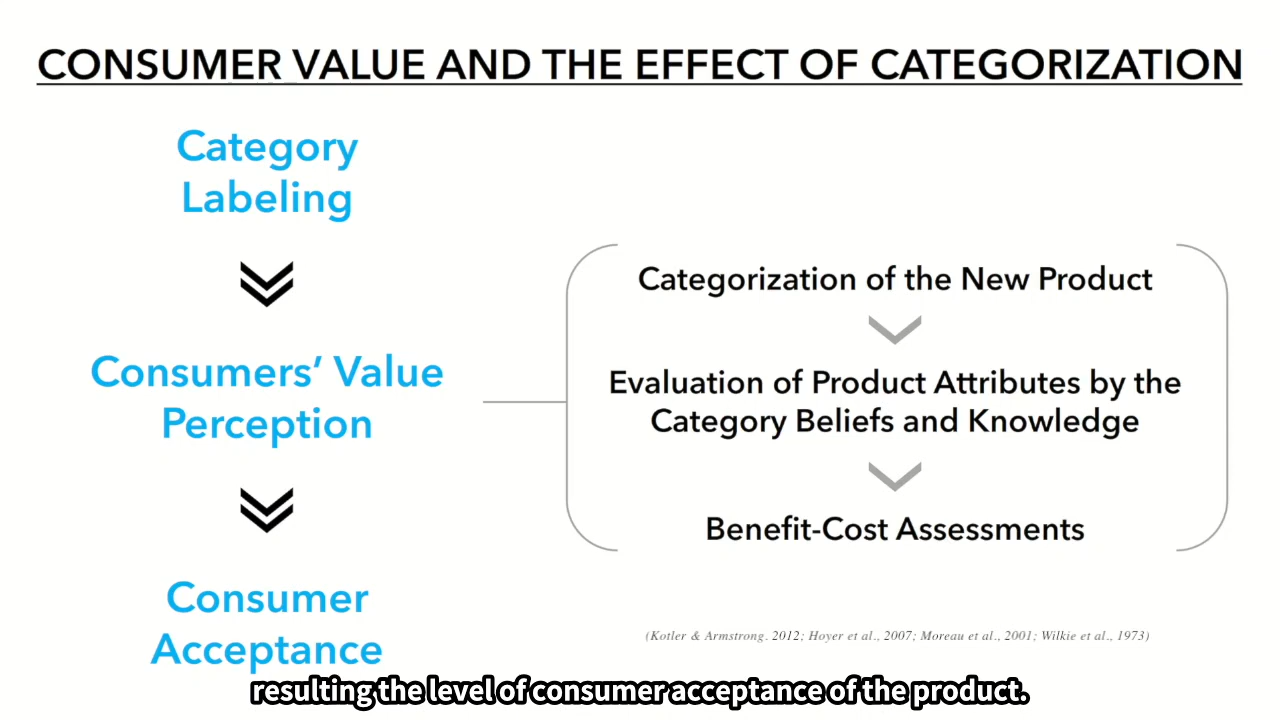 CONSUMER VALUE AND THE EFFECT OF CATEGORIZATION
Category
Labeling
Consumers’ Value
Perception
Consumer
Acceptance
Categorization of the New Product
Evaluation of Product Attributes by the
Category Beliefs and Knowledge
Benefit-Cost Assessments
(Kotler & Armstrong. 2012; Hoyer et al., 2007; Moreau et al., 2001; Wilkie et al., 1973)
resulting the level of consumer acceptance of the product.